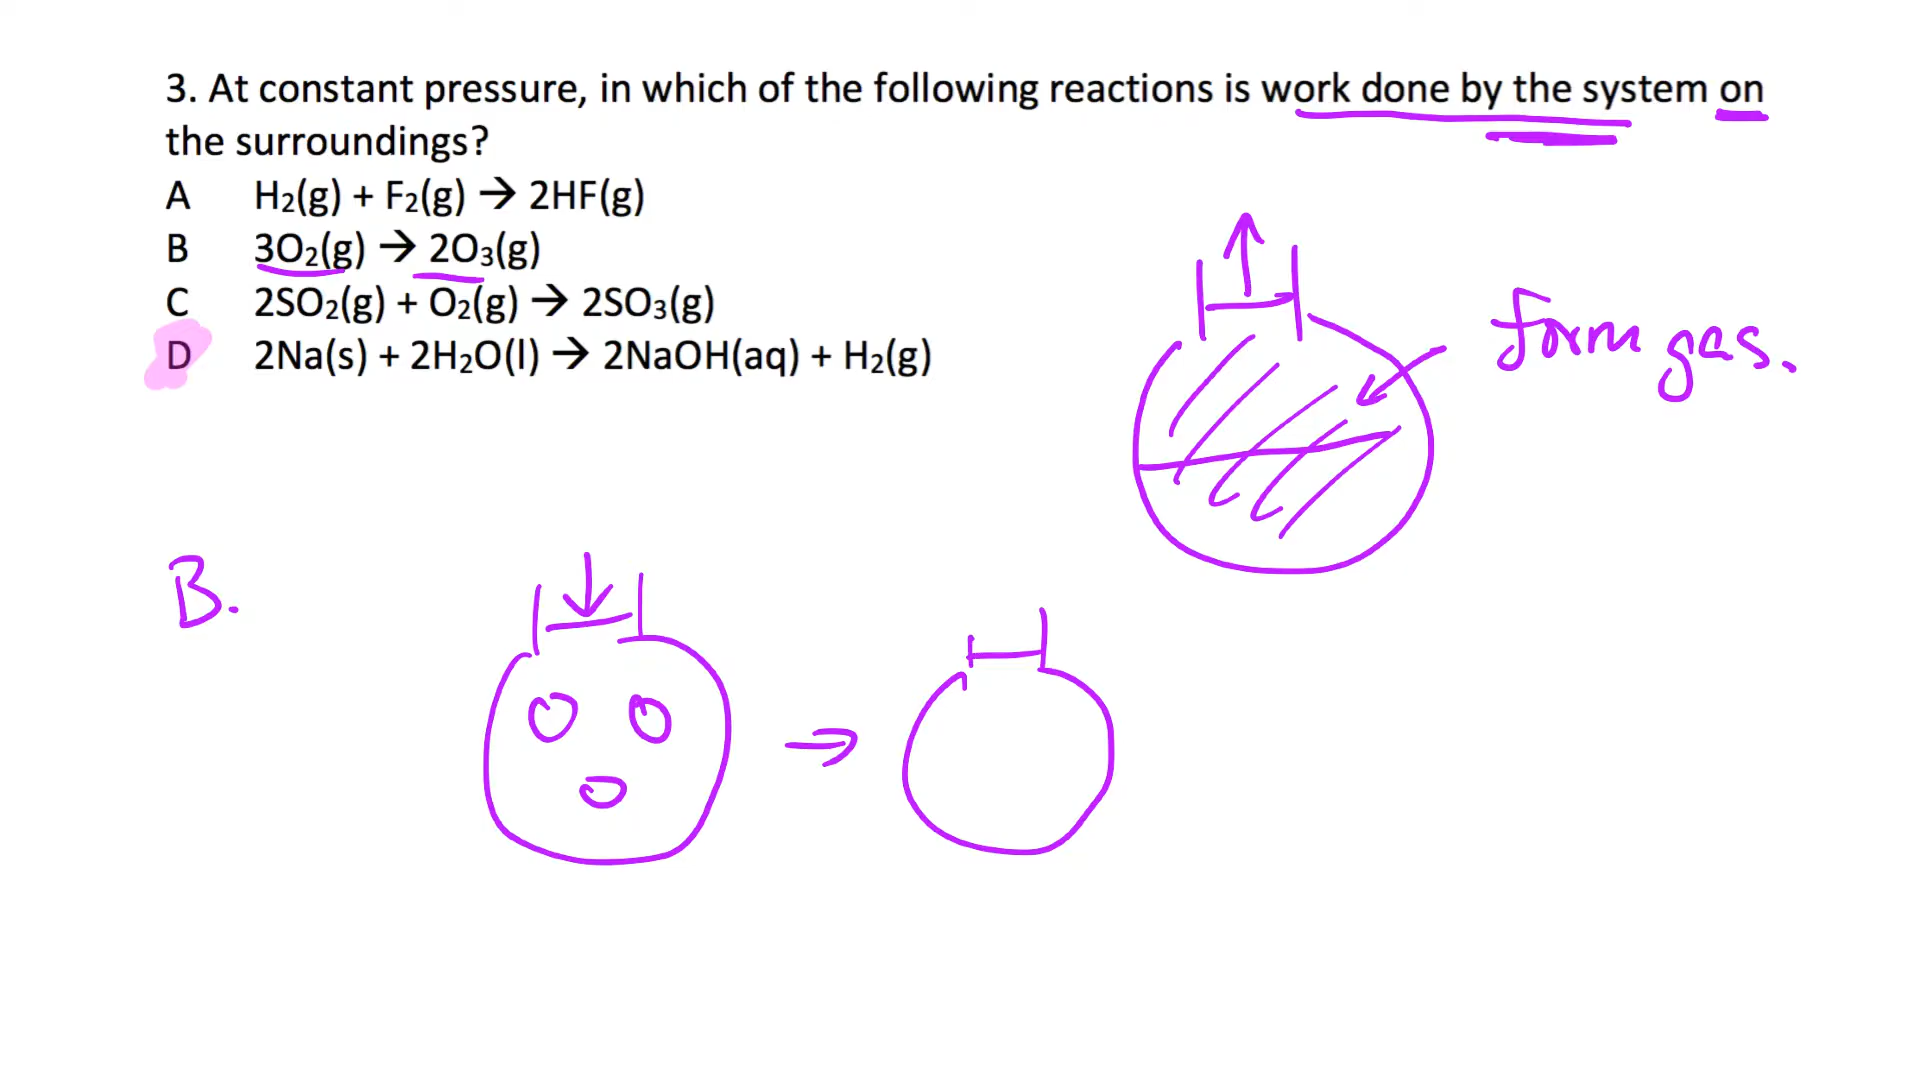 3. At constant pressure, in which of the following reactions is work done by the system on
the surroundings?
A H₂(g) + F₂(g) → 2HF(g)
B 3O₂(g) → 2O₃(g)
C 2SO₂(g) + O₂(g) → 2SO₃(g)
D 2Na(s) + 2H₂O(l) → 2NaOH(aq) + H₂(g)
Form gas.
B.